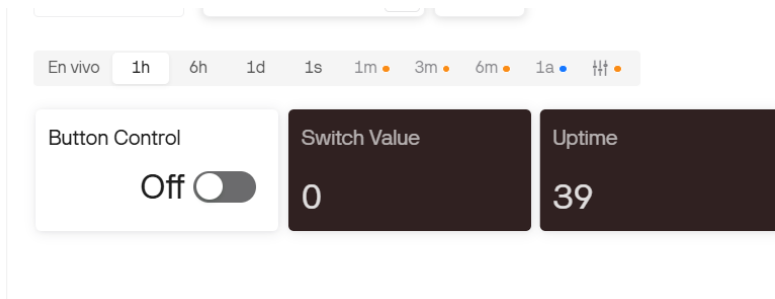 En vivo 1h 6h 1d 1s 1m 3m 6m 1a
Button Control
Off
Switch Value
0
Uptime
39